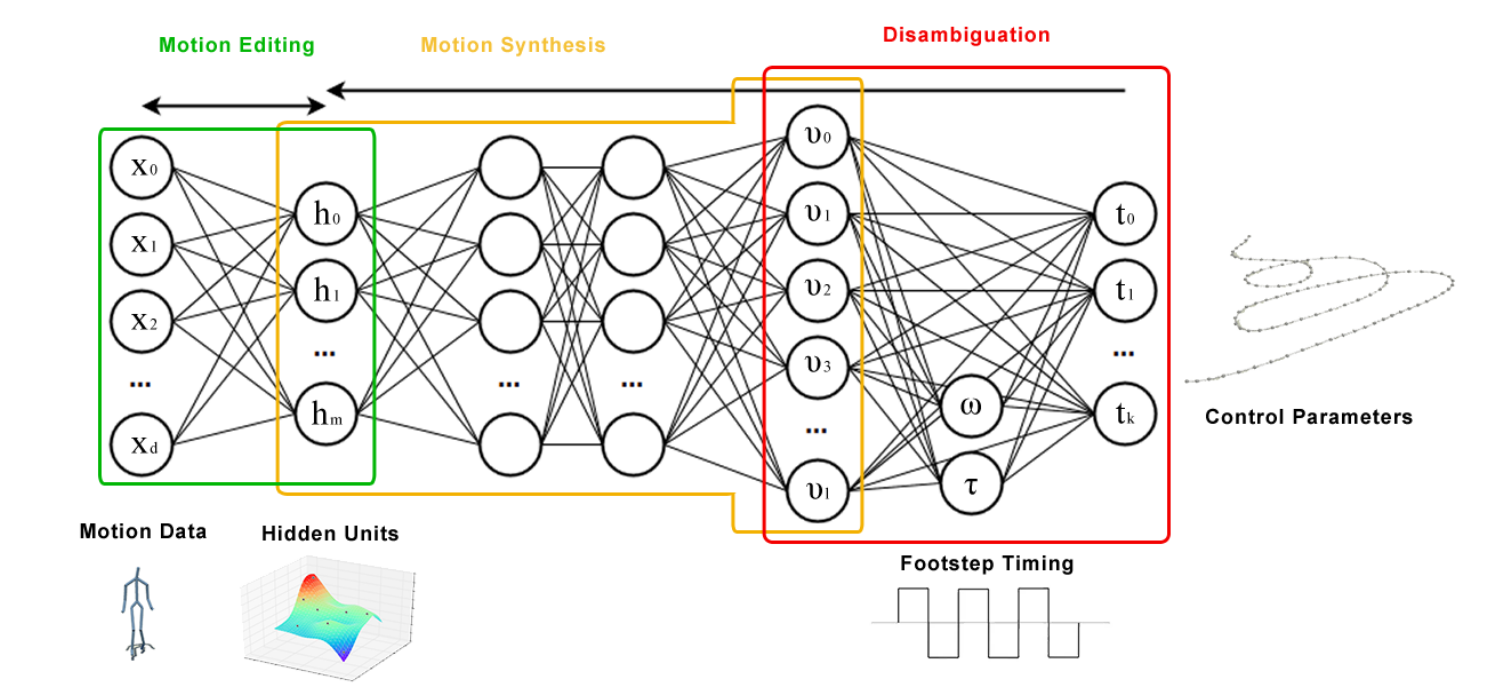 Motion Editing
Motion Synthesis
Disambiguation
x0
x1
x2
...
xd
h0
h1
...
hm
...
...
υ0
υ1
υ2
υ3
...
υl
ω
τ
t0
t1
...
tk
Control Parameters
Motion Data
Hidden Units
Footstep Timing